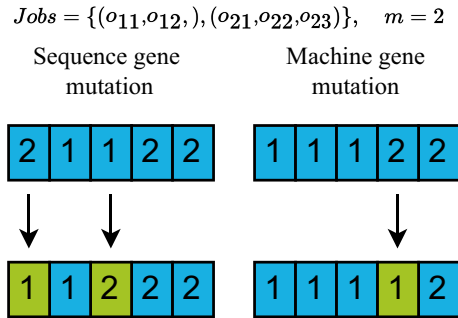 Jobs = {(o11,o12,),(o21,o22,o23)}, m = 2
Sequence gene mutation
Machine gene mutation
2 1 1 2 2
1 1 1 2 2
1 1 2 2 2
1 1 1 1 2